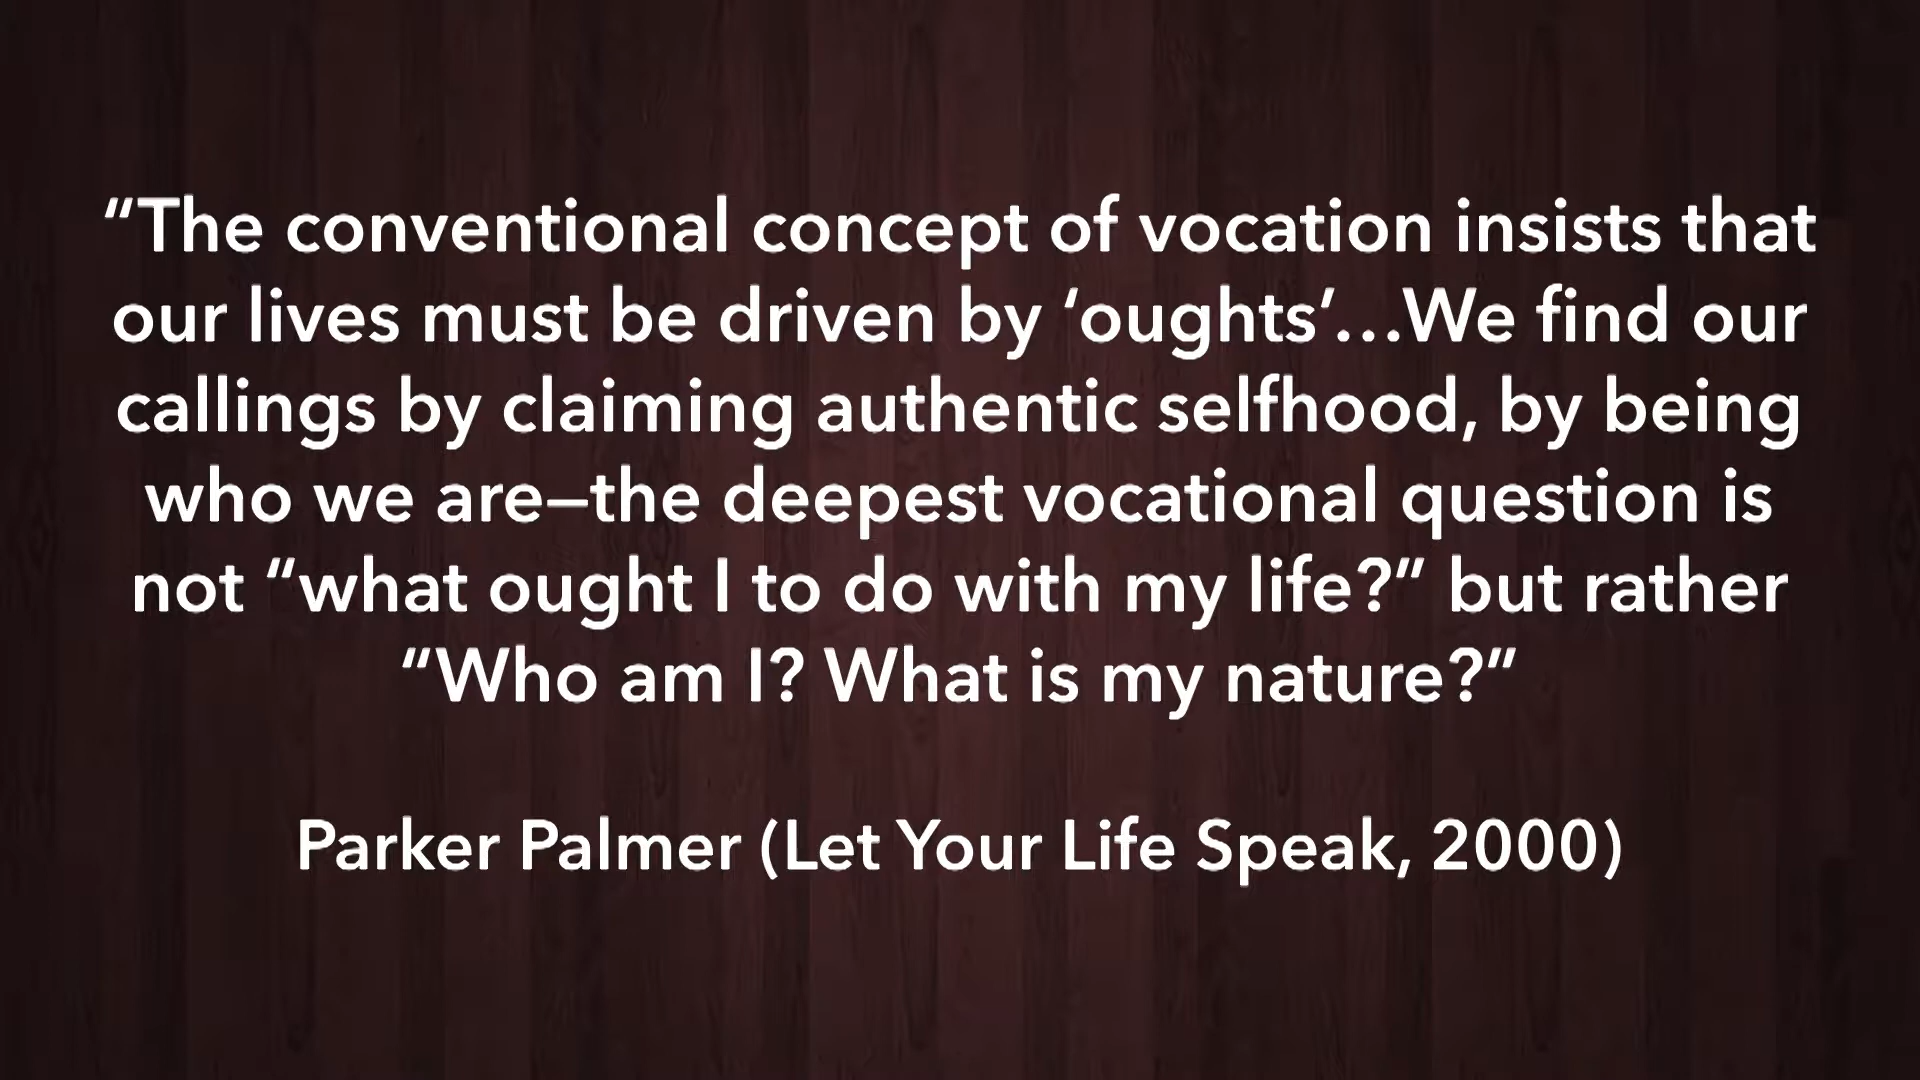 “The conventional concept of vocation insists that
our lives must be driven by ‘oughts’…We find our
callings by claiming authentic selfhood, by being
who we are—the deepest vocational question is
not “what ought I to do with my life?” but rather
“Who am I? What is my nature?”
Parker Palmer (Let Your Life Speak, 2000)